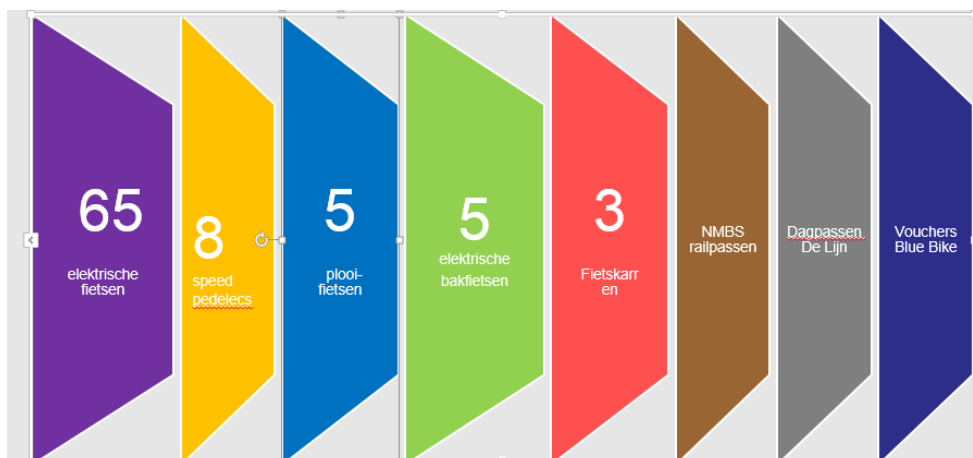 65
elektrische
fietsen
8
speed
pedelecs
5
plooi-
fietsen
5
elektrische
bakfietsen
3
Fietskarr
en
NMBS
railpassen
Dagpassen
De Lijn
Vouchers
Blue Bike